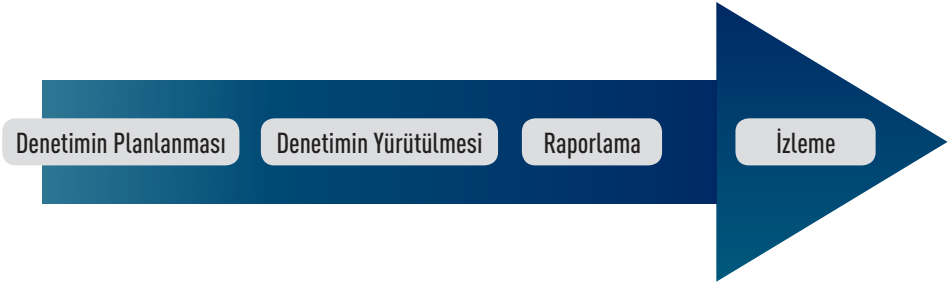 Denetimin Planlanması
Denetimin Yürütülmesi
Raporlama
İzleme